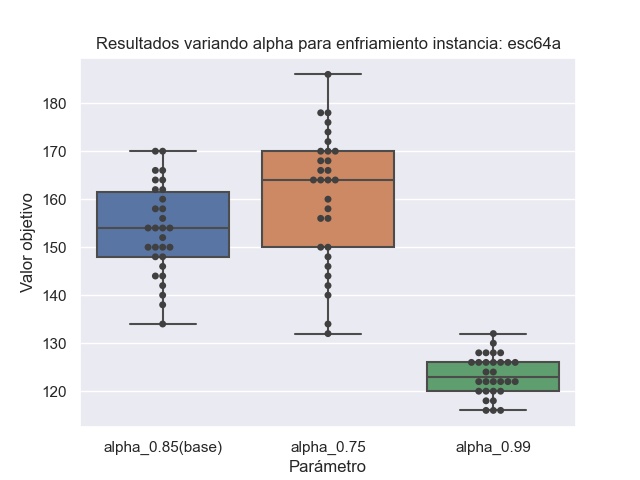 Resultados variando alpha para enfriamiento instancia: esc64a
Valor objetivo
180
170
160
150
140
130
120
alpha_0.85(base)
alpha_0.75
alpha_0.99
Parámetro